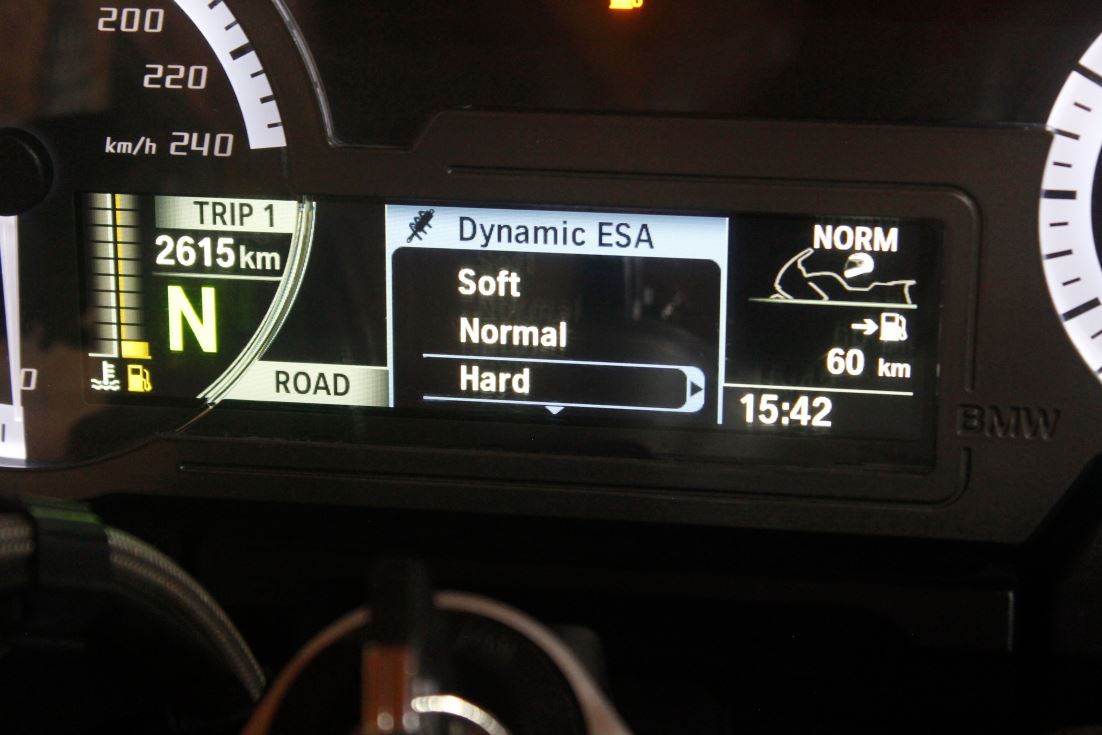 200
220
km/h 240
TRIP 1
2615 km
N
ROAD
0
Dynamic ESA
Soft
Normal
Hard
NORM
60 km
15:42
BMW